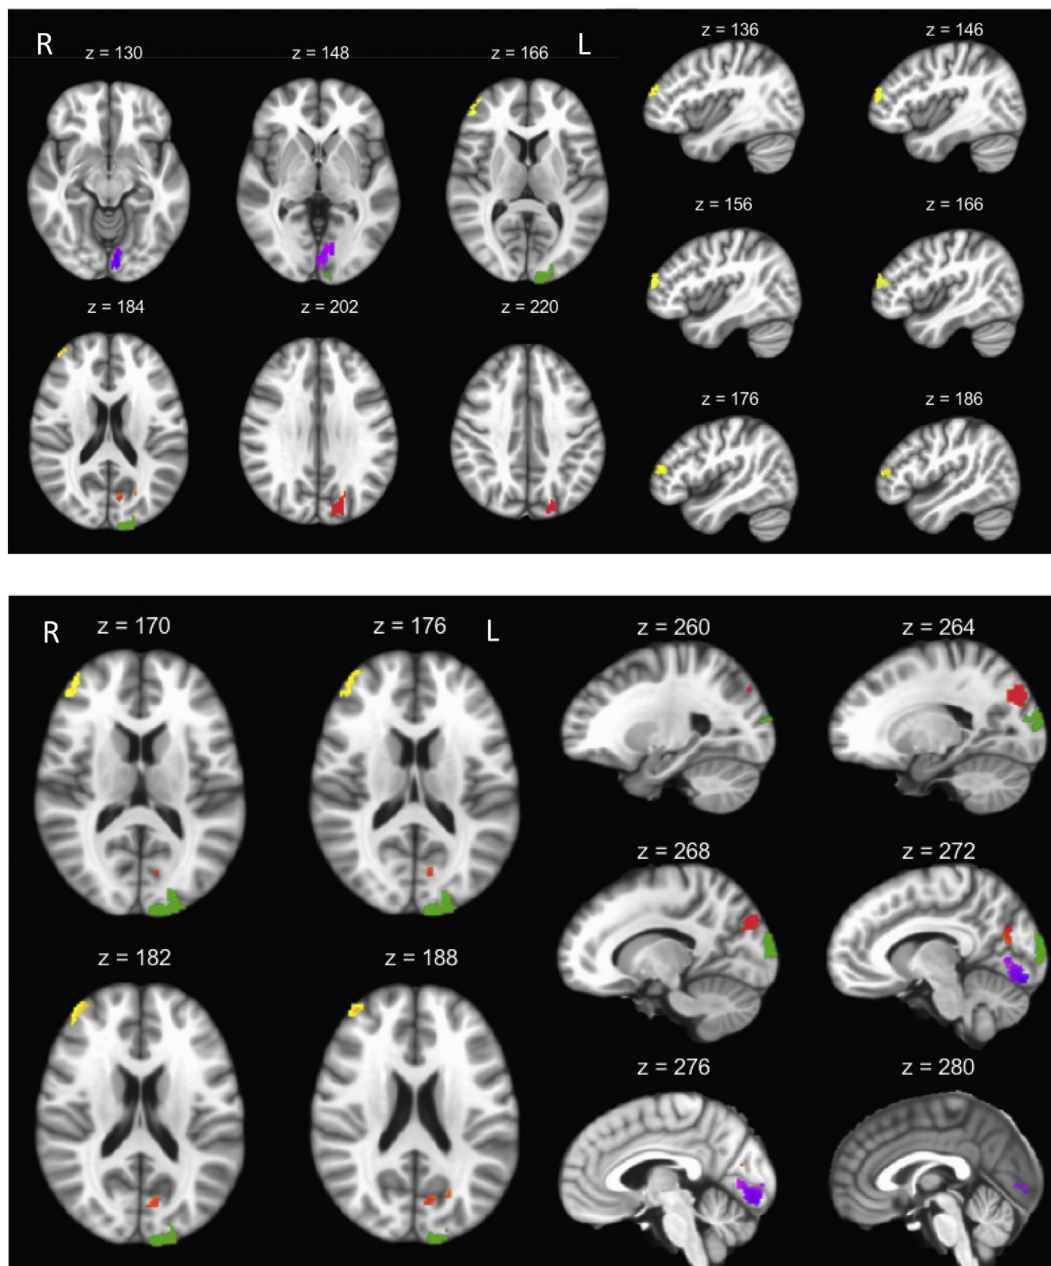 R
L
z = 130
z = 148
z = 166
z = 136
z = 146
z = 156
z = 166
z = 184
z = 202
z = 220
z = 176
z = 186
R
L
z = 170
z = 176
z = 260
z = 264
z = 268
z = 272
z = 182
z = 188
z = 276
z = 280